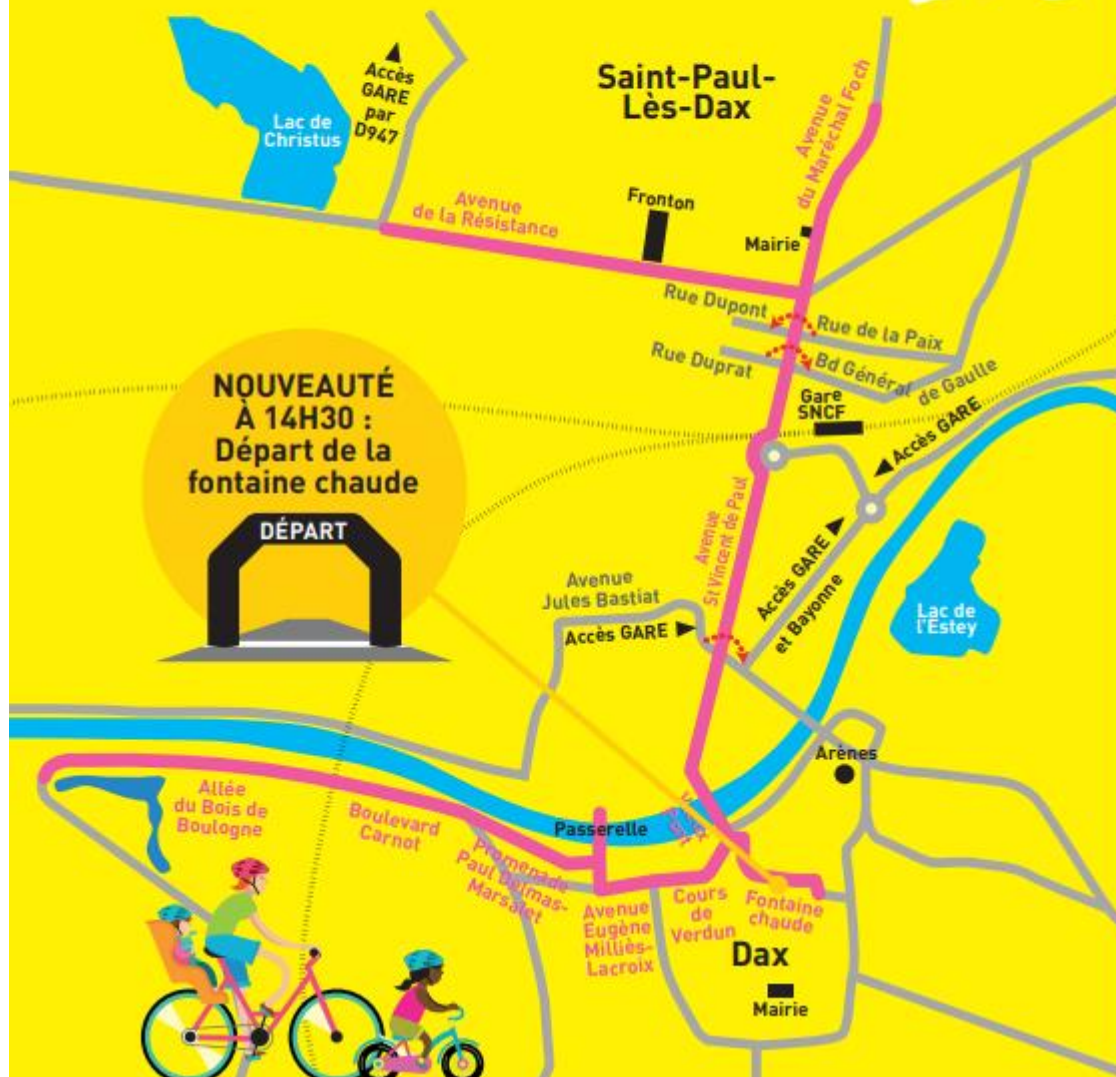 Saint-Paul-
Lès-Dax
Accès
GARE
par
D947
Lac de
Christus
Avenue
du Maréchal Foch
Avenue
de la Résistance
Fronton
Mairie
Rue Dupont
Rue de la Paix
Rue Duprat
Bd Général
de Gaulle
Gare
SNCF
Accès GARE
NOUVEAUTÉ
À 14H30 :
Départ de la
fontaine chaude
DÉPART
Avenue
St Vincent de Paul
Accès GARE
et Bayonne
Avenue
Jules Bastiat
Accès GARE
Lac de
l'Estey
Arènes
Allée
du Bois de
Boulogne
Boulevard
Carnot
Passerelle
Promenade
Paul Delmas-
Marsalet
Avenue
Eugène
Milliès-
Lacroix
Cours
de
Verdun
Fontaine
chaude
Dax
Mairie